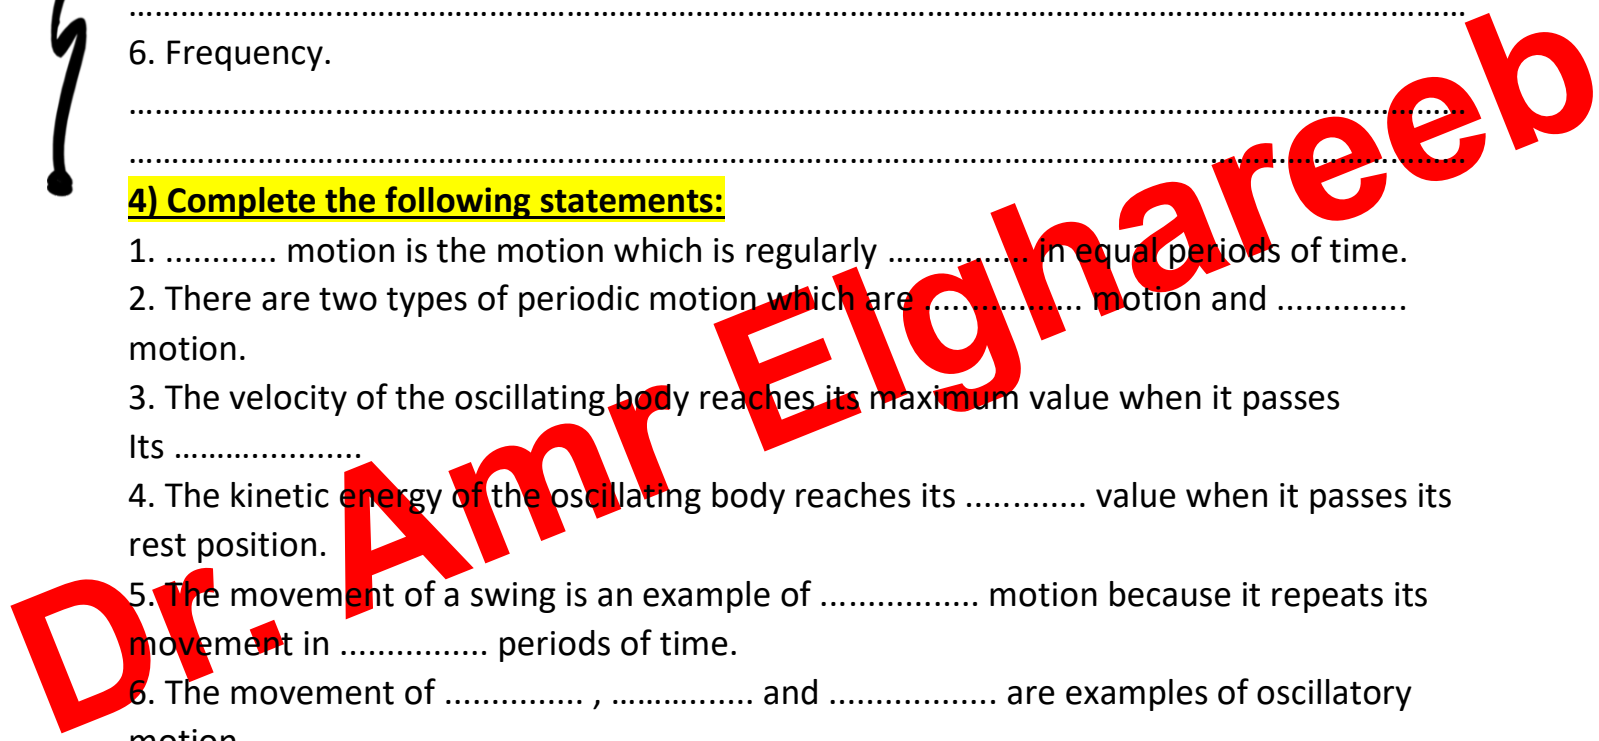 ................................................................................
6. Frequency.
................................................................................
................................................................................
4) Complete the following statements:
1. ............ motion is the motion which is regularly ............... in equal periods of time.
2. There are two types of periodic motion which are ................. motion and ..............
motion.
3. The velocity of the oscillating body reaches its maximum value when it passes
Its ....................
4. The kinetic energy of the oscillating body reaches its ............. value when it passes its
rest position.
5. The movement of a swing is an example of ................. motion because it repeats its
movement in ................ periods of time.
6. The movement of ............... , ............... and .................. are examples of oscillatory
motion
Dr. Amr Elghareeb